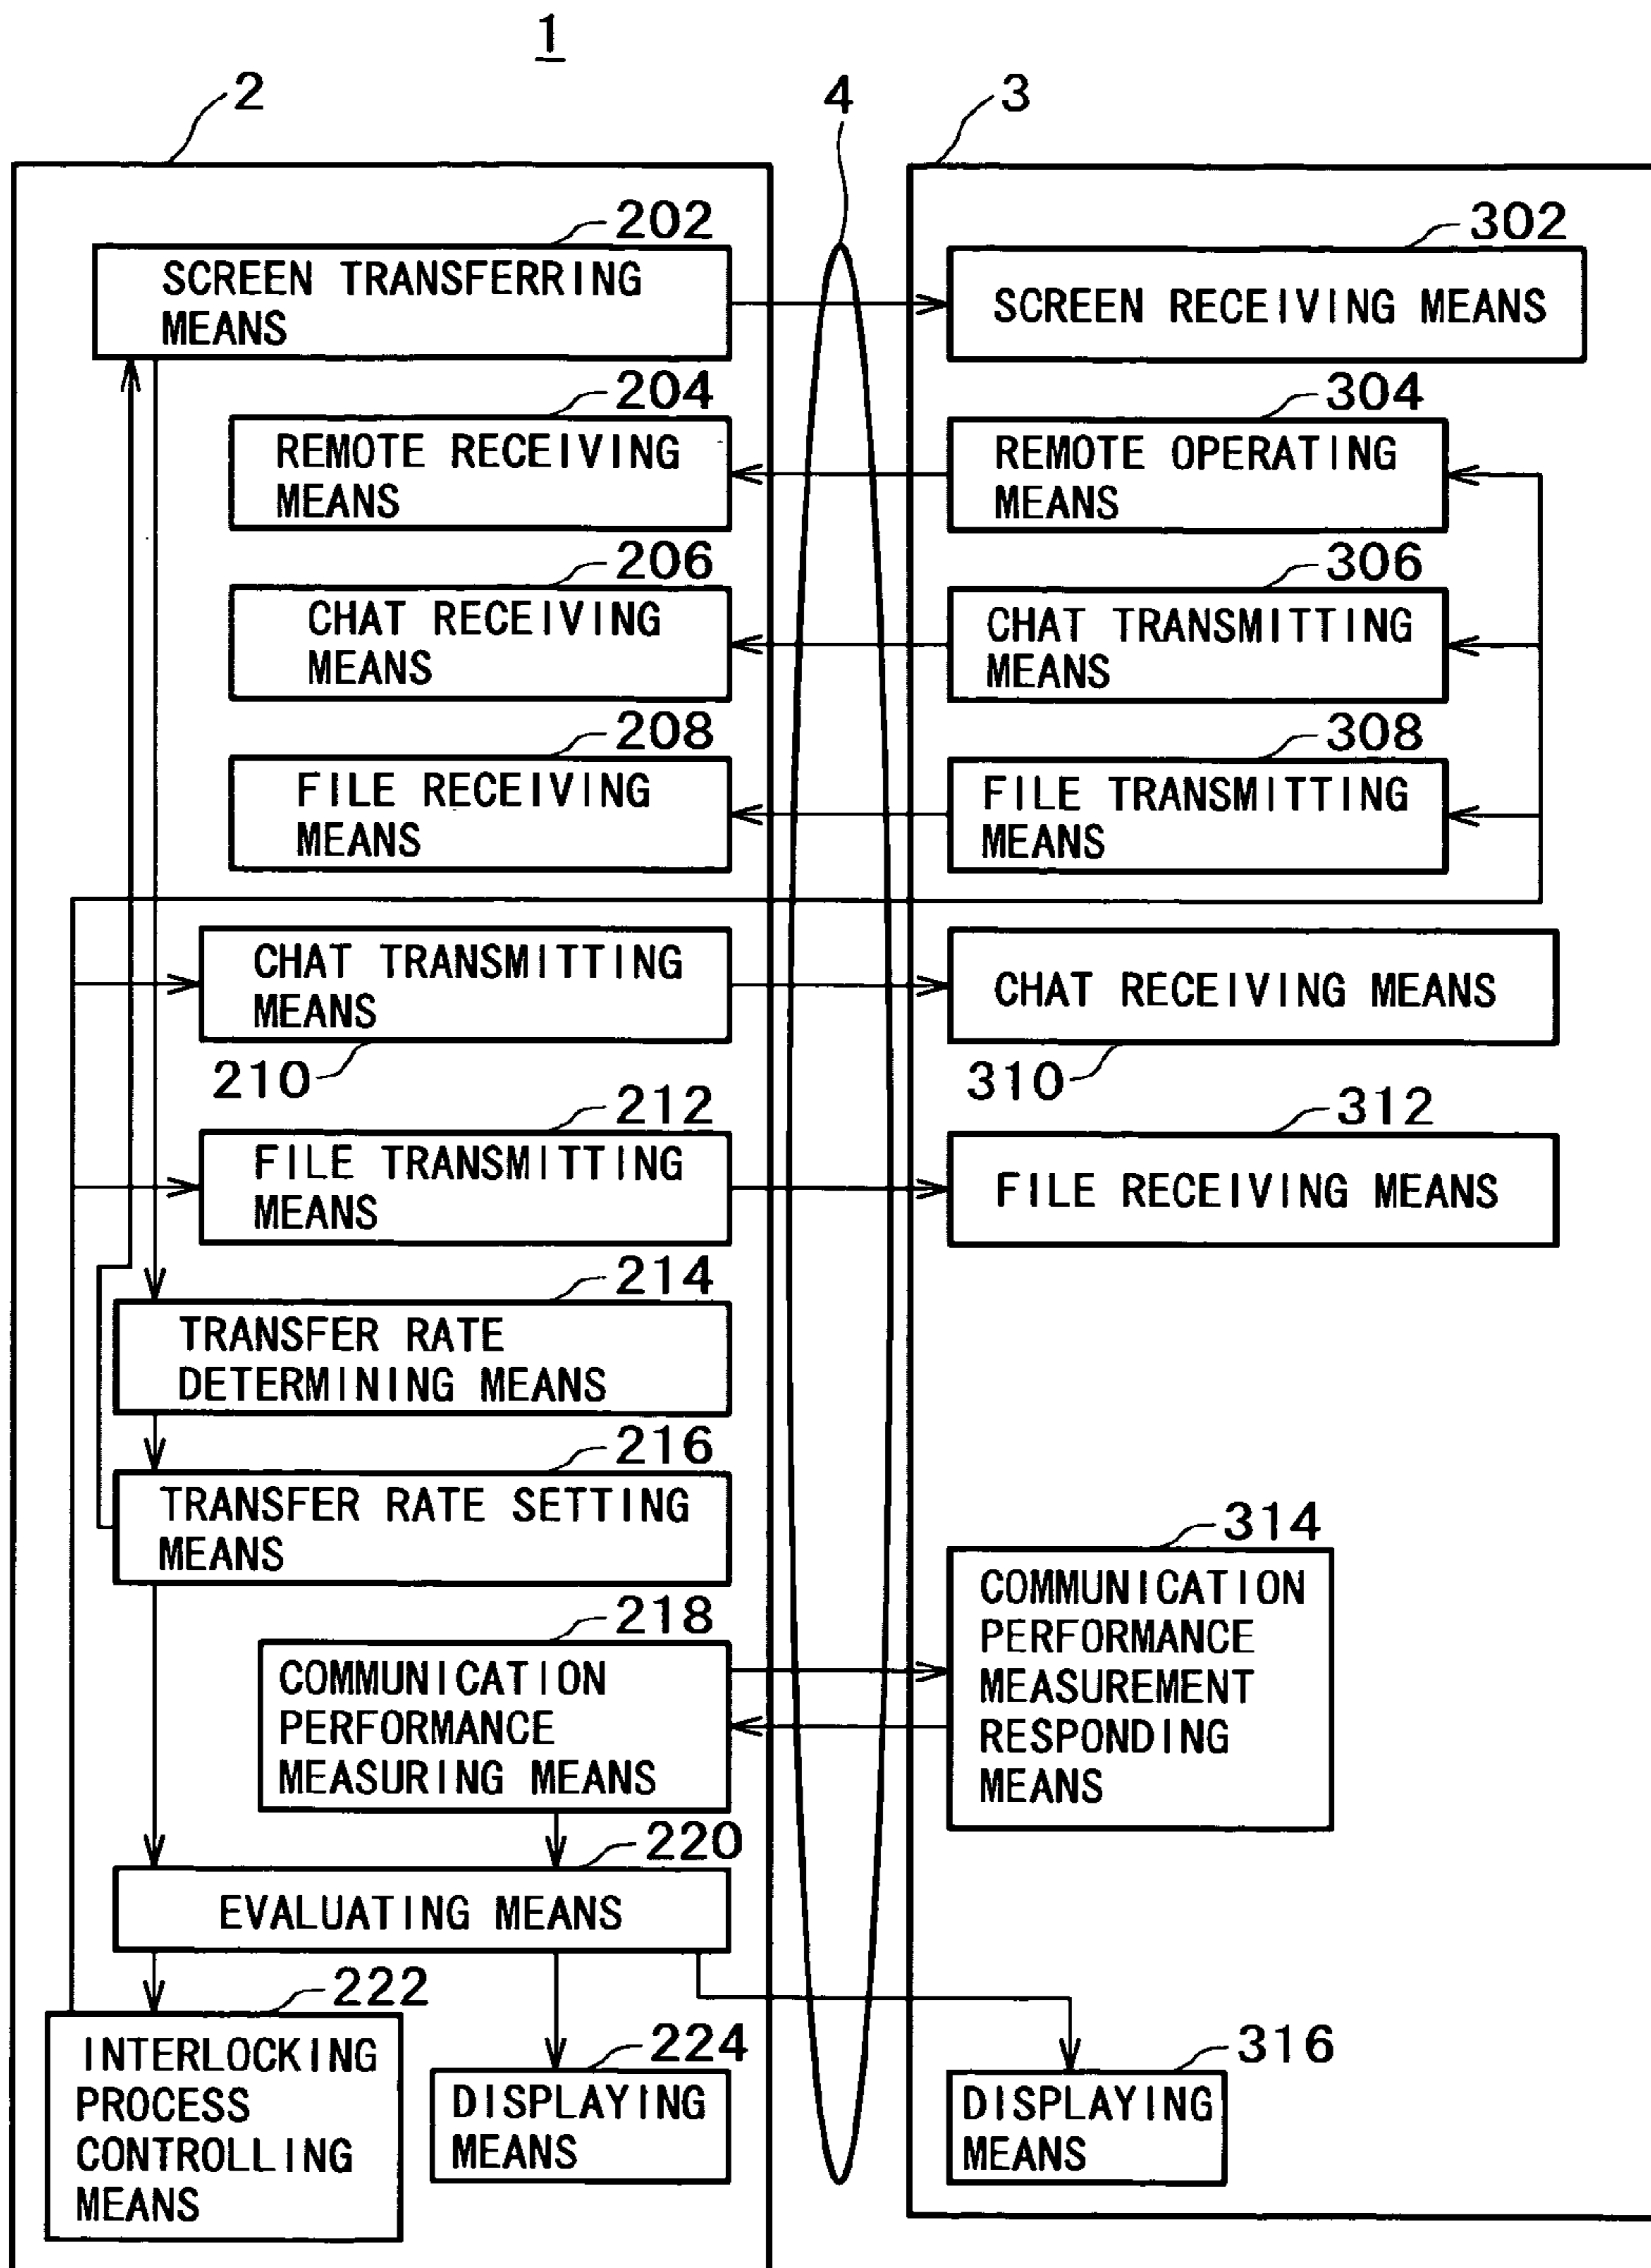 1
2
4
3
202
SCREEN TRANSFERRING
MEANS
302
SCREEN RECEIVING MEANS
204
REMOTE RECEIVING
MEANS
304
REMOTE OPERATING
MEANS
206
CHAT RECEIVING
MEANS
306
CHAT TRANSMITTING
MEANS
208
FILE RECEIVING
MEANS
308
FILE TRANSMITTING
MEANS
CHAT TRANSMITTING
MEANS
210
CHAT RECEIVING MEANS
310
212
FILE TRANSMITTING
MEANS
312
FILE RECEIVING MEANS
214
TRANSFER RATE
DETERMINING MEANS
216
TRANSFER RATE SETTING
MEANS
218
COMMUNICATION
PERFORMANCE
MEASURING MEANS
314
COMMUNICATION
PERFORMANCE
MEASUREMENT
RESPONDING
MEANS
220
EVALUATING MEANS
222
INTERLOCKING
PROCESS
CONTROLLING
MEANS
224
DISPLAYING
MEANS
316
DISPLAYING
MEANS